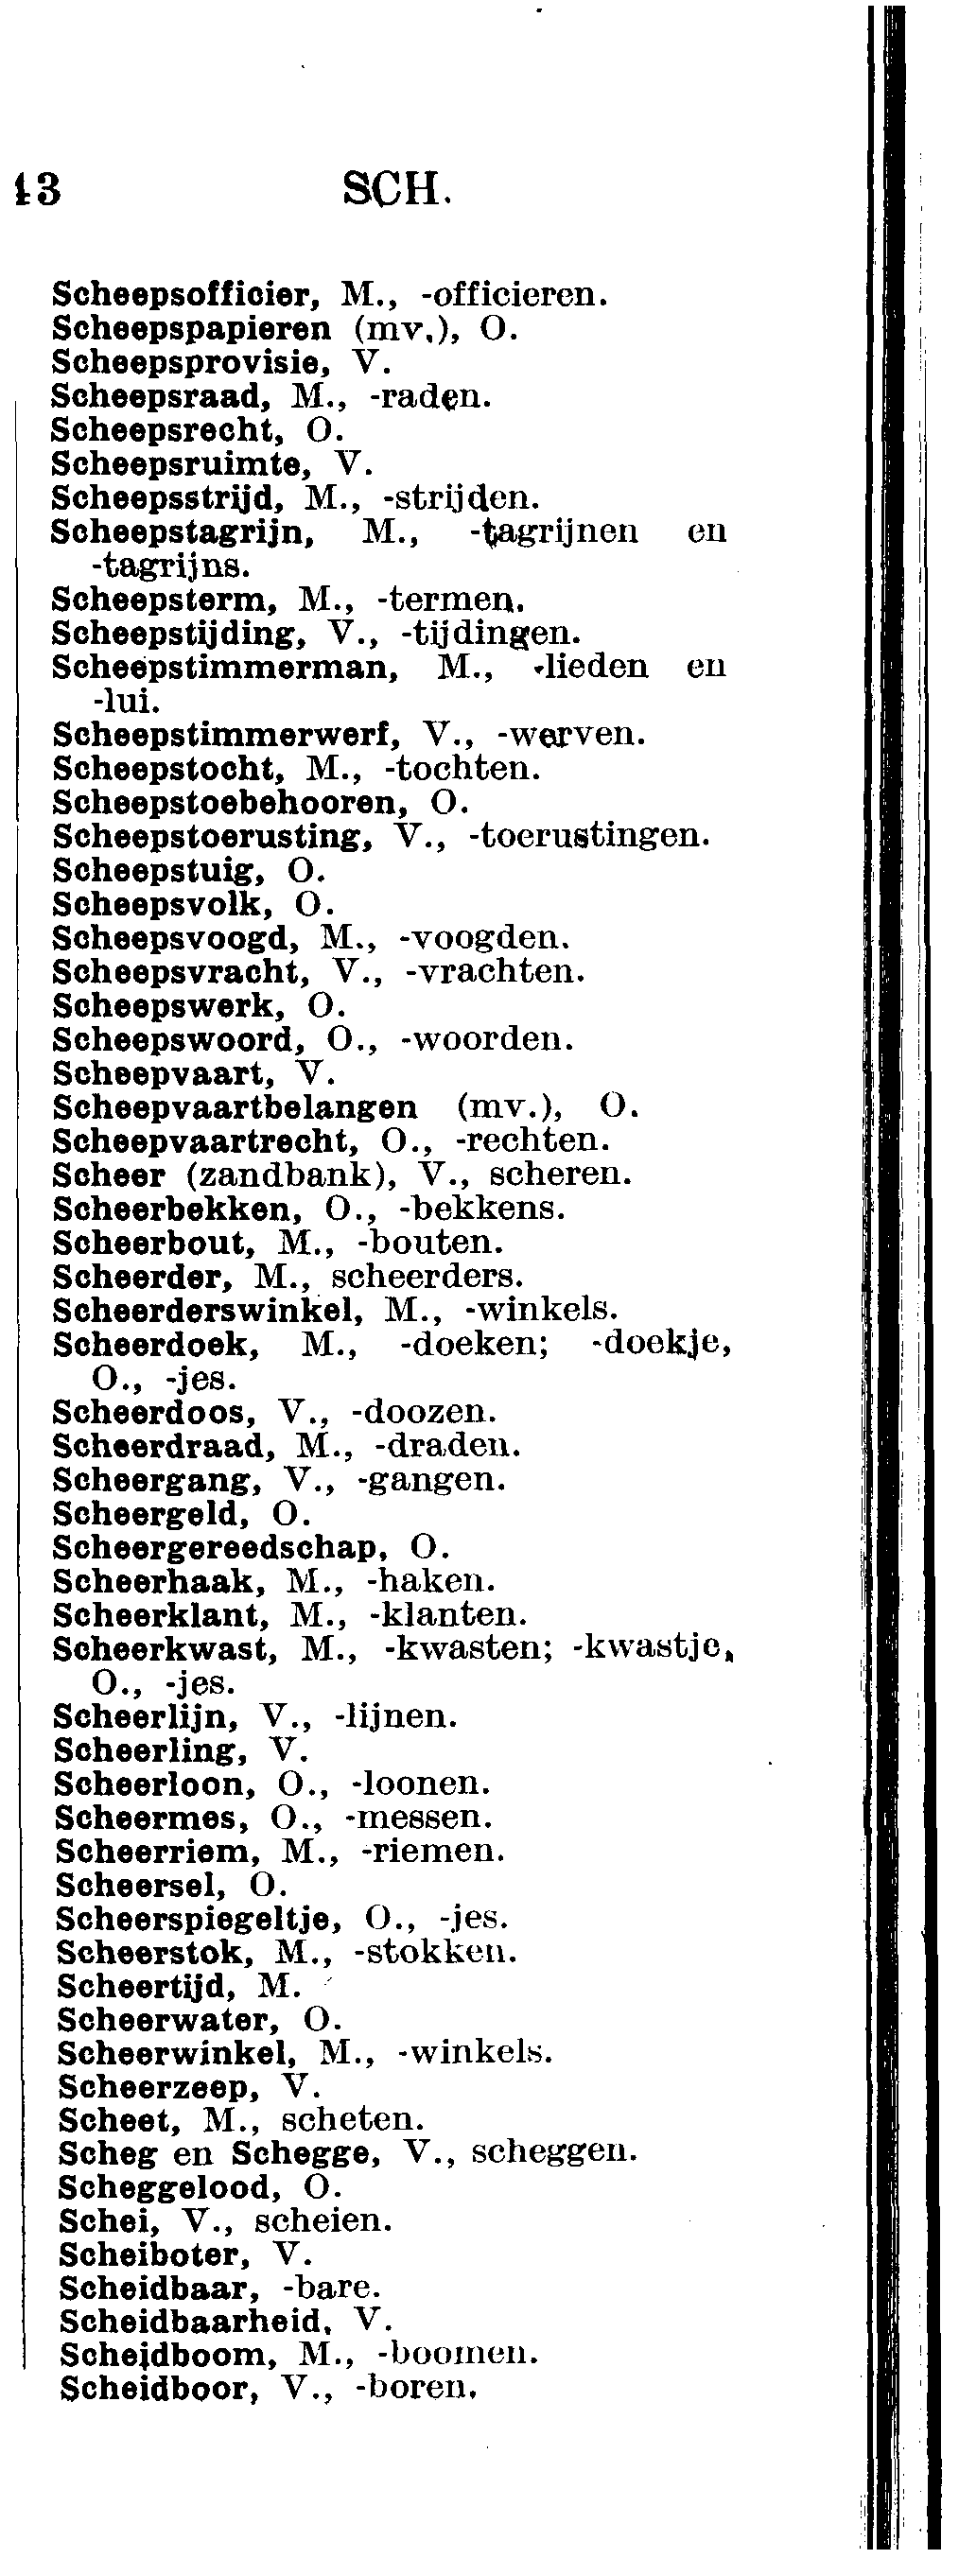 43 SCH.
Scheepsofficier, M., -officieren.
Scheepspapieren (mv.), O.
Scheepsprovisie, V.
Scheepsraad, M., -raden.
Scheepsrecht, O.
Scheepsruimte, V.
Scheepsstrijd, M., -strijden.
Scheepstagrijn, M., -tagrijnen en
-tagrijns.
Scheepsterm, M., -termen.
Scheepstijding, V., -tijdingen.
Scheepstimmerman, M., -lieden en
-lui.
Scheepstimmerwerf, V., -werven.
Scheepstocht, M., -tochten.
Scheepstoebehooren, O.
Scheepstoerusting, V., -toerustingen.
Scheepstuig, O.
Scheepsvolk, O.
Scheepsvoogd, M., -voogden.
Scheepsvracht, V., -vrachten.
Scheepswerk, O.
Scheepswoord, O., -woorden.
Scheepvaart, V.
Scheepvaartbelangen (mv.), O.
Scheepvaartrecht, O., -rechten.
Scheer (zandbank), V., scheren.
Scheerbekken, O., -bekkens.
Scheerbout, M., -bouten.
Scheerder, M., scheerders.
Scheerderswinkel, M., -winkels.
Scheerdoek, M., -doeken; -doekje,
O., -jes.
Scheerdoos, V., -doozen.
Scheerdraad, M., -draden.
Scheergang, V., -gangen.
Scheergeld, O.
Scheergereedschap, O.
Scheerhaak, M., -haken.
Scheerklant, M., -klanten.
Scheerkwast, M., -kwasten; -kwastje,
O., -jes.
Scheerlijn, V., -lijnen.
Scheerling, V.
Scheerloon, O., -loonen.
Scheermes, O., -messen.
Scheerriem, M., -riemen.
Scheersel, O.
Scheerspiegeltje, O., -jes.
Scheerstok, M., -stokken.
Scheertijd, M.
Scheerwater, O.
Scheerwinkel, M., -winkels.
Scheerzeep, V.
Scheet, M., scheten.
Scheg en Schegge, V., scheggen.
Scheggelood, O.
Schei, V., scheien.
Scheiboter, V.
Scheidbaar, -bare.
Scheidbaarheid, V.
Scheidboom, M., -boomen.
Scheidboor, V., -boren.